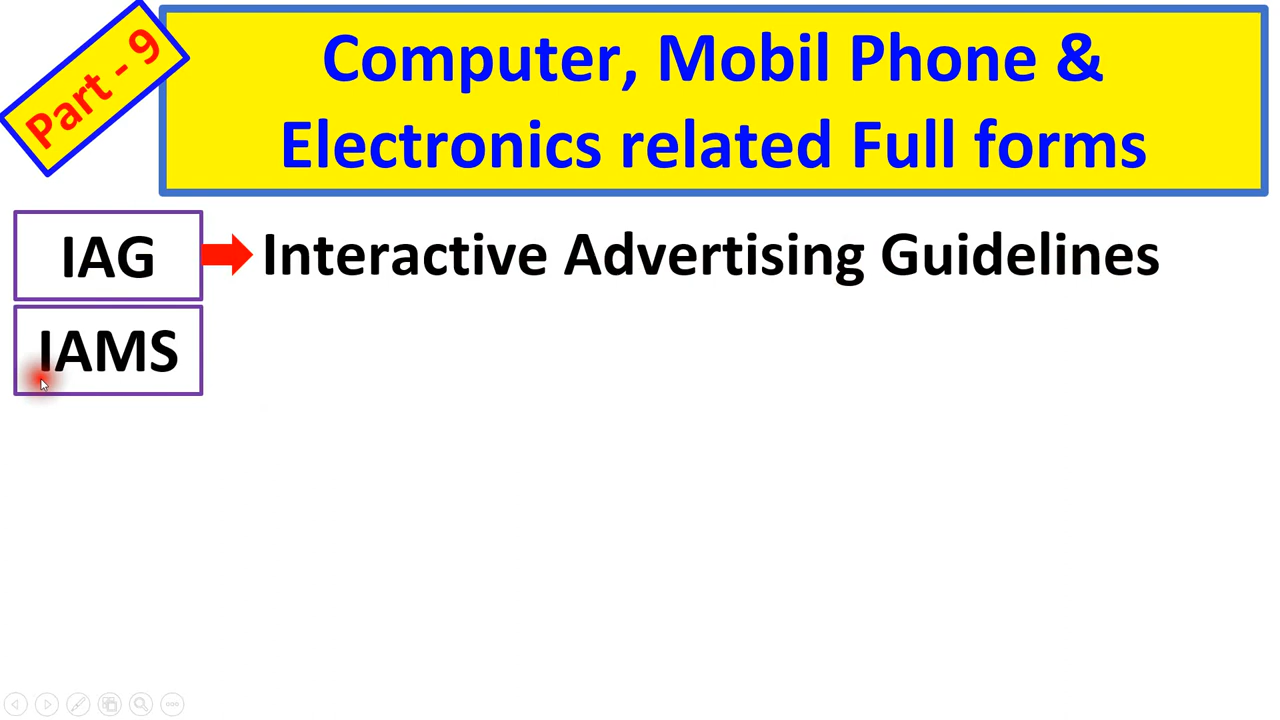 Part - 9
Computer, Mobil Phone &
Electronics related Full forms
IAG
Interactive Advertising Guidelines
IAMS